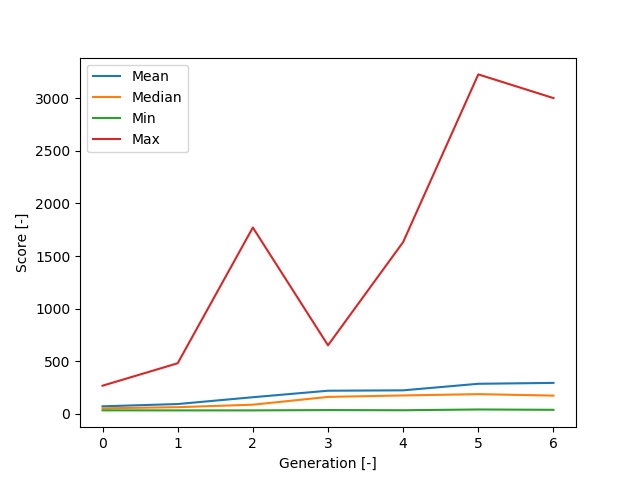 Mean
Median
Min
Max
3000
2500
2000
1500
1000
500
0
Score [-]
0 1 2 3 4 5 6
Generation [-]